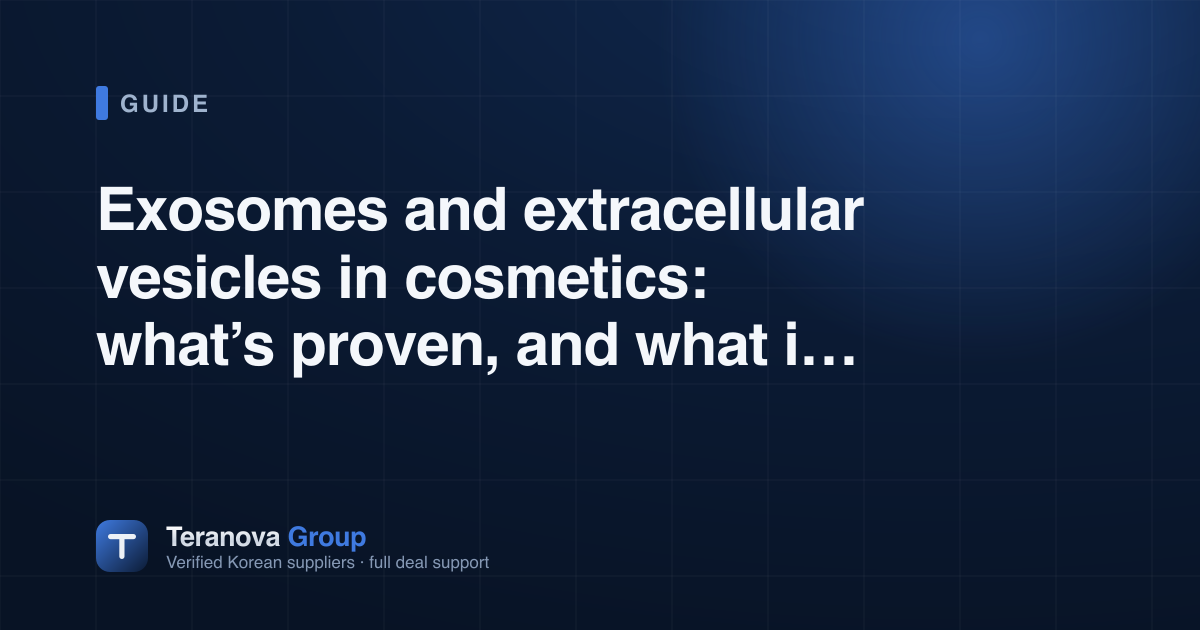 GUIDE
Exosomes and extracellular
vesicles in cosmetics:
what’s proven, and what i…
Teranova Group
Verified Korean suppliers · full deal support